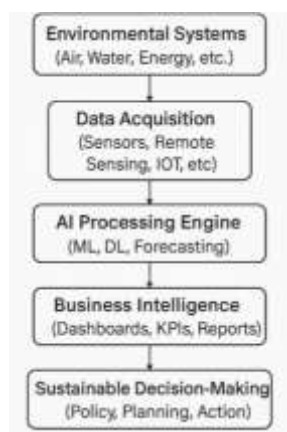 Environmental Systems
(Air, Water, Energy, etc.)
Data Acquisition
(Sensors, Remote
Sensing, IOT, etc)
AI Processing Engine
(ML, DL, Forecasting)
Business Intelligence
(Dashboards, KPIs, Reports)
Sustainable Decision-Making
(Policy, Planning, Action)